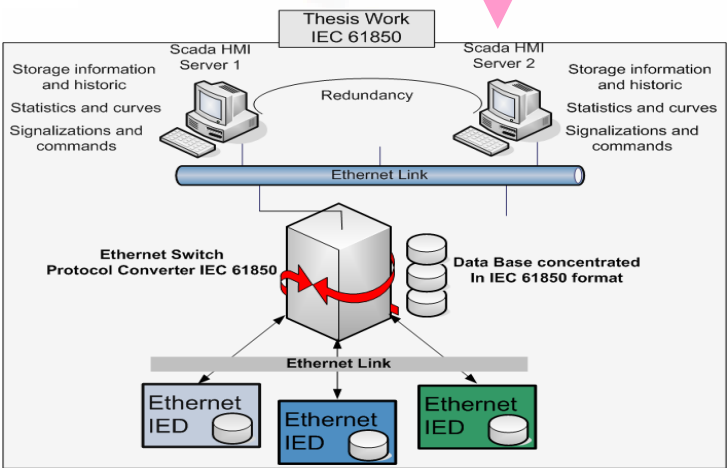 Thesis Work
IEC 61850
Scada HMI
Server 1
Scada HMI
Server 2
Storage information
and historic
Statistics and curves
Signalizations and
commands
Redundancy
Storage information
and historic
Statistics and curves
Signalizations and
commands
Ethernet Link
Ethernet Switch
Protocol Converter IEC 61850
Data Base concentrated
In IEC 61850 format
Ethernet Link
Ethernet
IED
Ethernet
IED
Ethernet
IED